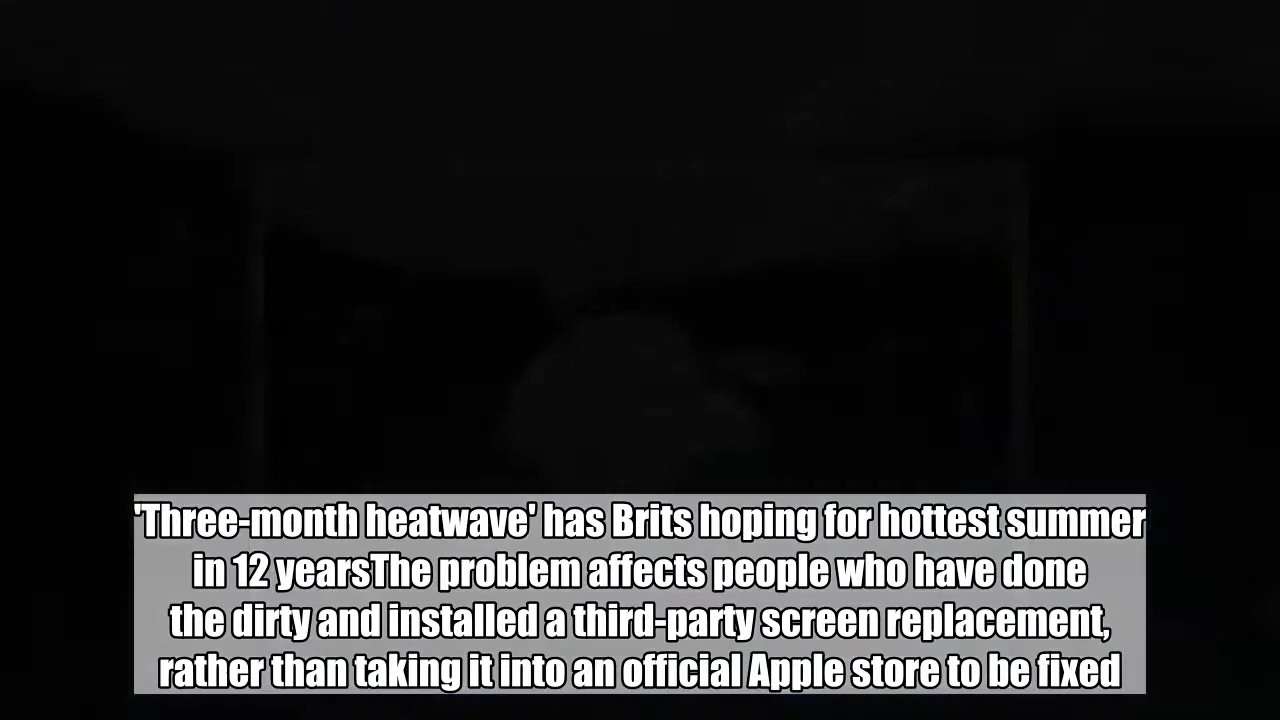 'Three-month heatwave' has Brits hoping for hottest summer
in 12 yearsThe problem affects people who have done
the dirty and installed a third-party screen replacement,
rather than taking it into an official Apple store to be fixed